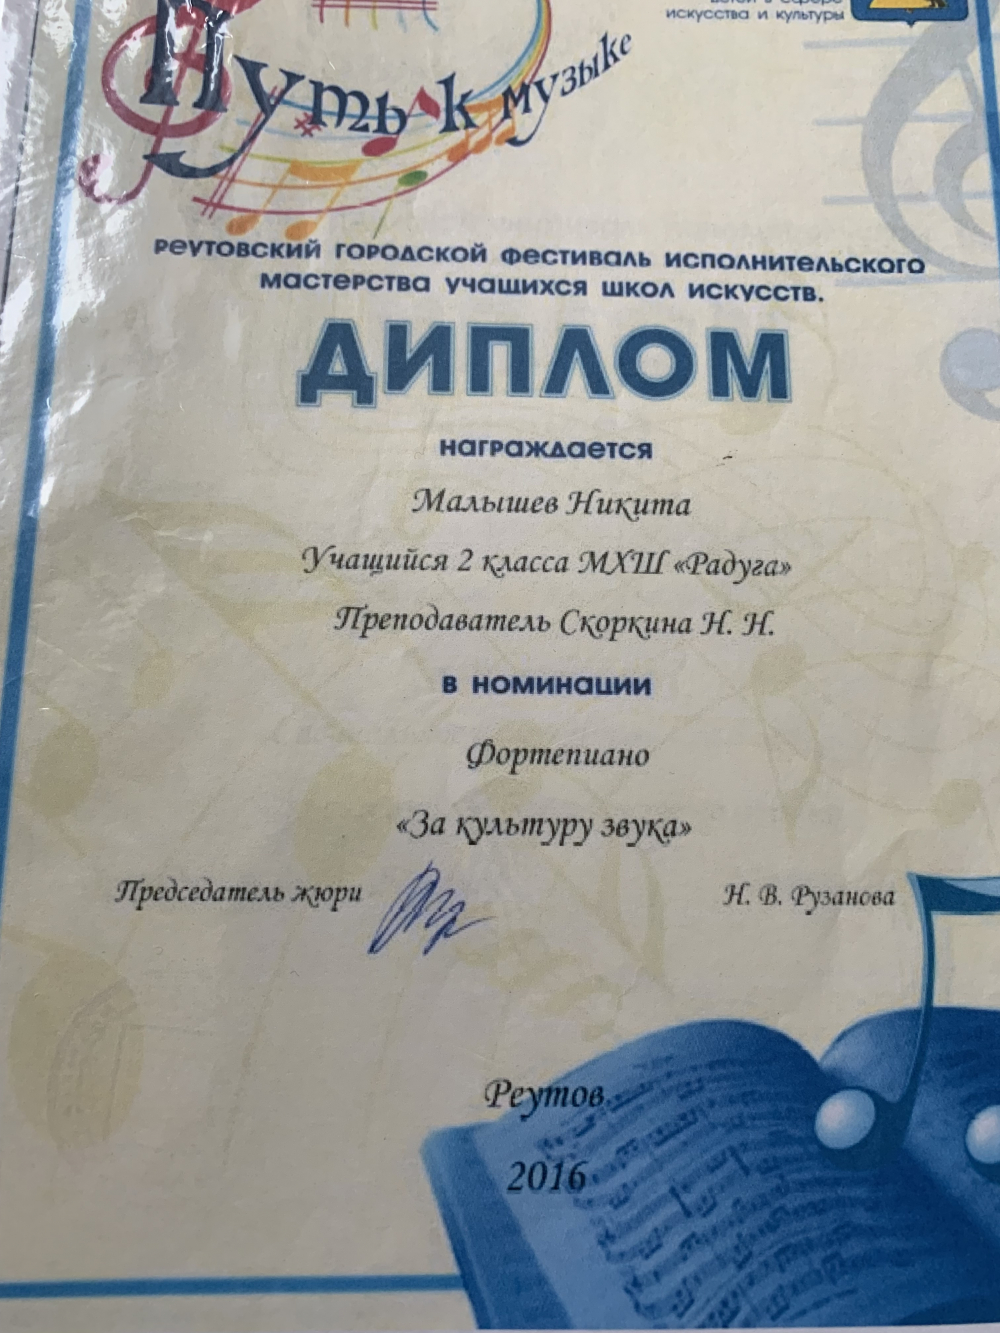 искусства и культуры
Путь к музыке
Реутовский городской фестиваль исполнительского
мастерства учащихся школ искусств.
ДИПЛОМ
награждается
Малышев Никита
Учащийся 2 класса МХШ «Радуга»
Преподаватель Скоркина Н. Н.
в номинации
Фортепиано
«За культуру звука»
Председатель жюри Н. В. Рузанова
Реутов
2016